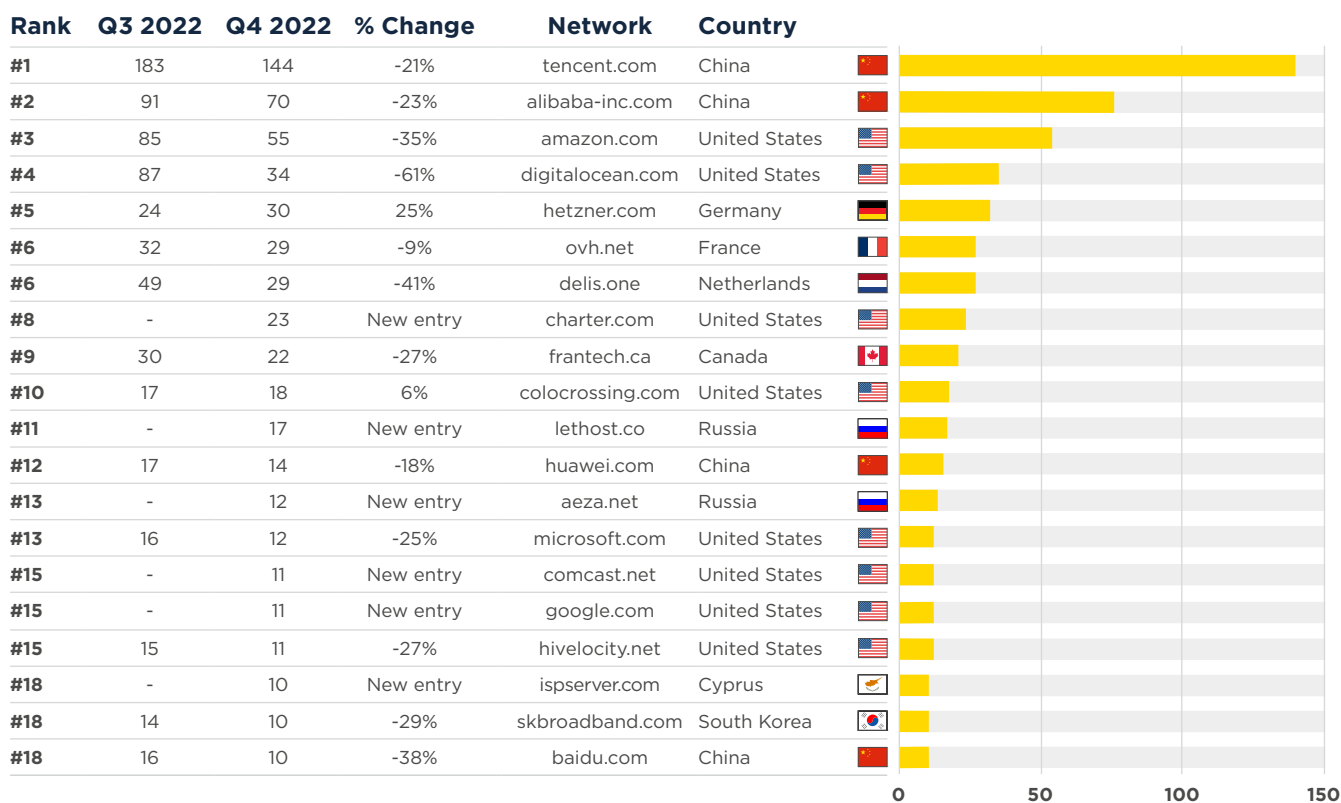 Rank Q3 2022 Q4 2022 % Change Network Country
#1 183 144 -21% tencent.com China
#2 91 70 -23% alibaba-inc.com China
#3 85 55 -35% amazon.com United States
#4 87 34 -61% digitalocean.com United States
#5 24 30 25% hetzner.com Germany
#6 32 29 -9% ovh.net France
#6 49 29 -41% delis.one Netherlands
#8 - 23 New entry charter.com United States
#9 30 22 -27% frantech.ca Canada
#10 17 18 6% colocrossing.com United States
#11 - 17 New entry lethost.co Russia
#12 17 14 -18% huawei.com China
#13 - 12 New entry aeza.net Russia
#13 16 12 -25% microsoft.com United States
#15 - 11 New entry comcast.net United States
#15 - 11 New entry google.com United States
#15 15 11 -27% hivelocity.net United States
#18 - 10 New entry ispserver.com Cyprus
#18 14 10 -29% skbroadband.com South Korea
#18 16 10 -38% baidu.com China
0 50 100 150